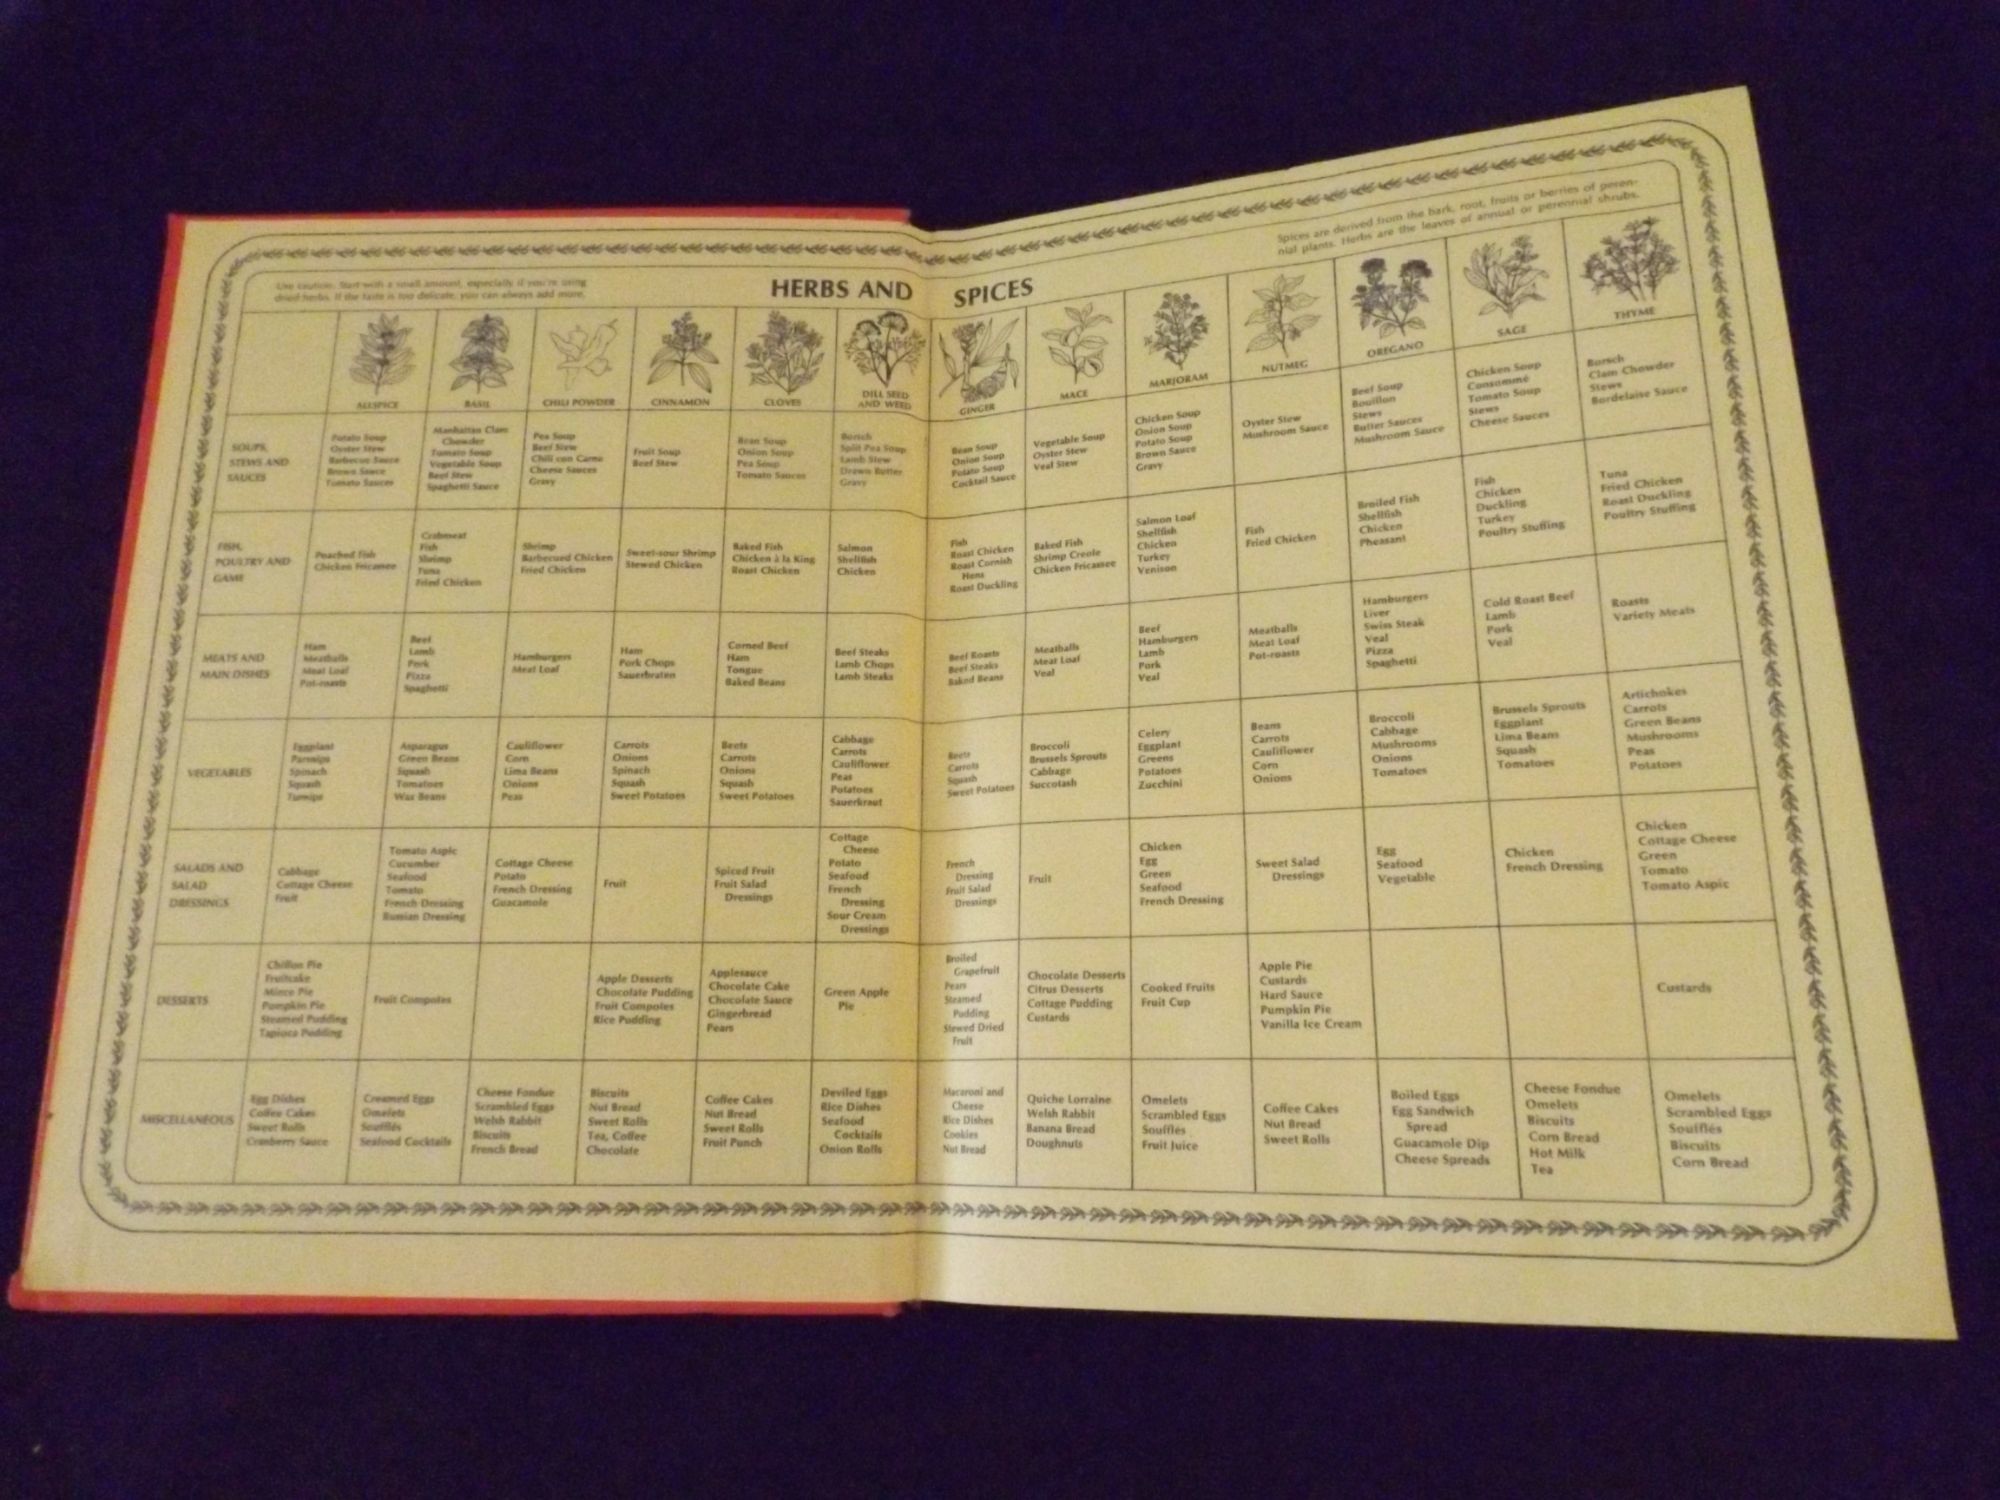 Use caution. Start with a small amount, especially if you're using
dried herbs. If the taste is too delicate, you can always add more.
HERBS AND SPICES
Spices are derived from the bark, root, fruits or berries of peren-
nial plants. Herbs are the leaves of annual or perennial shrubs.
ALLSPICE
BASIL
CHILI POWDER
CINNAMON
CLOVES
DILL SEED
AND WEED
GINGER
MACE
MARJORAM
NUTMEG
OREGANO
SAGE
THYME
SOUPS,
STEWS AND
SAUCES
Potato Soup
Oyster Stew
Barbecue Sauce
Brown Sauce
Tomato Sauces
Manhattan Clam
Chowder
Tomato Soup
Vegetable Soup
Beef Stew
Spaghetti Sauce
Pea Soup
Beef Stew
Chili con Carne
Cheese Sauces
Gravy
Fruit Soup
Beef Stew
Bean Soup
Onion Soup
Pea Soup
Tomato Sauces
Borsch
Split Pea Soup
Lamb Stew
Drawn Butter
Gravy
Bean Soup
Onion Soup
Potato Soup
Cocktail Sauce
Vegetable Soup
Oyster Stew
Veal Stew
Chicken Soup
Onion Soup
Potato Soup
Brown Sauce
Gravy
Oyster Stew
Mushroom Sauce
Beef Soup
Bouillon
Stews
Butter Sauces
Mushroom Sauce
Chicken Soup
Consommé
Tomato Soup
Stews
Cheese Sauces
Borsch
Clam Chowder
Stews
Bordelaise Sauce
FISH,
POULTRY AND
GAME
Poached Fish
Chicken Fricassee
Crabmeat
Fish
Shrimp
Tuna
Fried Chicken
Shrimp
Barbecued Chicken
Fried Chicken
Sweet-sour Shrimp
Stewed Chicken
Baked Fish
Chicken à la King
Roast Chicken
Salmon
Shellfish
Chicken
Fish
Roast Chicken
Roast Cornish
Hens
Roast Duckling
Baked Fish
Shrimp Creole
Chicken Fricassee
Salmon Loaf
Shellfish
Chicken
Turkey
Venison
Fish
Fried Chicken
Broiled Fish
Shellfish
Chicken
Pheasant
Fish
Chicken
Duckling
Turkey
Poultry Stuffing
Tuna
Fried Chicken
Roast Duckling
Poultry Stuffing
MEATS AND
MAIN DISHES
Ham
Meatballs
Meat Loaf
Pot-roasts
Beef
Lamb
Pork
Pizza
Spaghetti
Hamburgers
Meat Loaf
Ham
Pork Chops
Sauerbraten
Corned Beef
Ham
Tongue
Baked Beans
Beef Steaks
Lamb Chops
Lamb Steaks
Beef Roasts
Beef Steaks
Baked Beans
Meatballs
Meat Loaf
Veal
Beef
Hamburgers
Lamb
Pork
Veal
Meatballs
Meat Loaf
Pot-roasts
Hamburgers
Liver
Swiss Steak
Veal
Pizza
Spaghetti
Cold Roast Beef
Lamb
Pork
Veal
Roasts
Variety Meats
VEGETABLES
Eggplant
Parsnips
Spinach
Squash
Turnips
Asparagus
Green Beans
Squash
Tomatoes
Wax Beans
Cauliflower
Corn
Lima Beans
Onions
Peas
Carrots
Onions
Spinach
Squash
Sweet Potatoes
Beets
Carrots
Onions
Squash
Sweet Potatoes
Cabbage
Carrots
Cauliflower
Peas
Potatoes
Sauerkraut
Beets
Carrots
Squash
Sweet Potatoes
Broccoli
Brussels Sprouts
Cabbage
Succotash
Celery
Eggplant
Greens
Potatoes
Zucchini
Beans
Carrots
Cauliflower
Corn
Onions
Broccoli
Cabbage
Mushrooms
Onions
Tomatoes
Brussels Sprouts
Eggplant
Lima Beans
Squash
Tomatoes
Artichokes
Carrots
Green Beans
Mushrooms
Peas
Potatoes
SALADS AND
SALAD
DRESSINGS
Cabbage
Cottage Cheese
Fruit
Tomato Aspic
Cucumber
Seafood
Tomato
French Dressing
Russian Dressing
Cottage Cheese
Potato
French Dressing
Guacamole
Fruit
Spiced Fruit
Fruit Salad
Dressings
Cottage
Cheese
Potato
Seafood
French
Dressing
Sour Cream
Dressings
French
Dressing
Fruit Salad
Dressings
Fruit
Chicken
Egg
Green
Seafood
French Dressing
Sweet Salad
Dressings
Egg
Seafood
Vegetable
Chicken
French Dressing
Chicken
Cottage Cheese
Green
Tomato
Tomato Aspic
DESSERTS
Chiffon Pie
Fruitcake
Mince Pie
Pumpkin Pie
Steamed Pudding
Tapioca Pudding
Fruit Compotes
Apple Desserts
Chocolate Pudding
Fruit Compotes
Rice Pudding
Applesauce
Chocolate Cake
Chocolate Sauce
Gingerbread
Pears
Green Apple
Pie
Broiled
Grapefruit
Pears
Steamed
Pudding
Stewed Dried
Fruit
Chocolate Desserts
Citrus Desserts
Cottage Pudding
Custards
Cooked Fruits
Fruit Cup
Apple Pie
Custards
Hard Sauce
Pumpkin Pie
Vanilla Ice Cream
Custards
MISCELLANEOUS
Egg Dishes
Coffee Cakes
Sweet Rolls
Cranberry Sauce
Creamed Eggs
Omelets
Soufflés
Seafood Cocktails
Cheese Fondue
Scrambled Eggs
Welsh Rabbit
Biscuits
French Bread
Biscuits
Nut Bread
Sweet Rolls
Tea, Coffee
Chocolate
Coffee Cakes
Nut Bread
Sweet Rolls
Fruit Punch
Deviled Eggs
Rice Dishes
Seafood
Cocktails
Onion Rolls
Macaroni and
Cheese
Rice Dishes
Cookies
Nut Bread
Quiche Lorraine
Welsh Rabbit
Banana Bread
Doughnuts
Omelets
Scrambled Eggs
Soufflés
Fruit Juice
Coffee Cakes
Nut Bread
Sweet Rolls
Boiled Eggs
Egg Sandwich
Spread
Guacamole Dip
Cheese Spreads
Cheese Fondue
Omelets
Biscuits
Corn Bread
Hot Milk
Tea
Omelets
Scrambled Eggs
Soufflés
Biscuits
Corn Bread